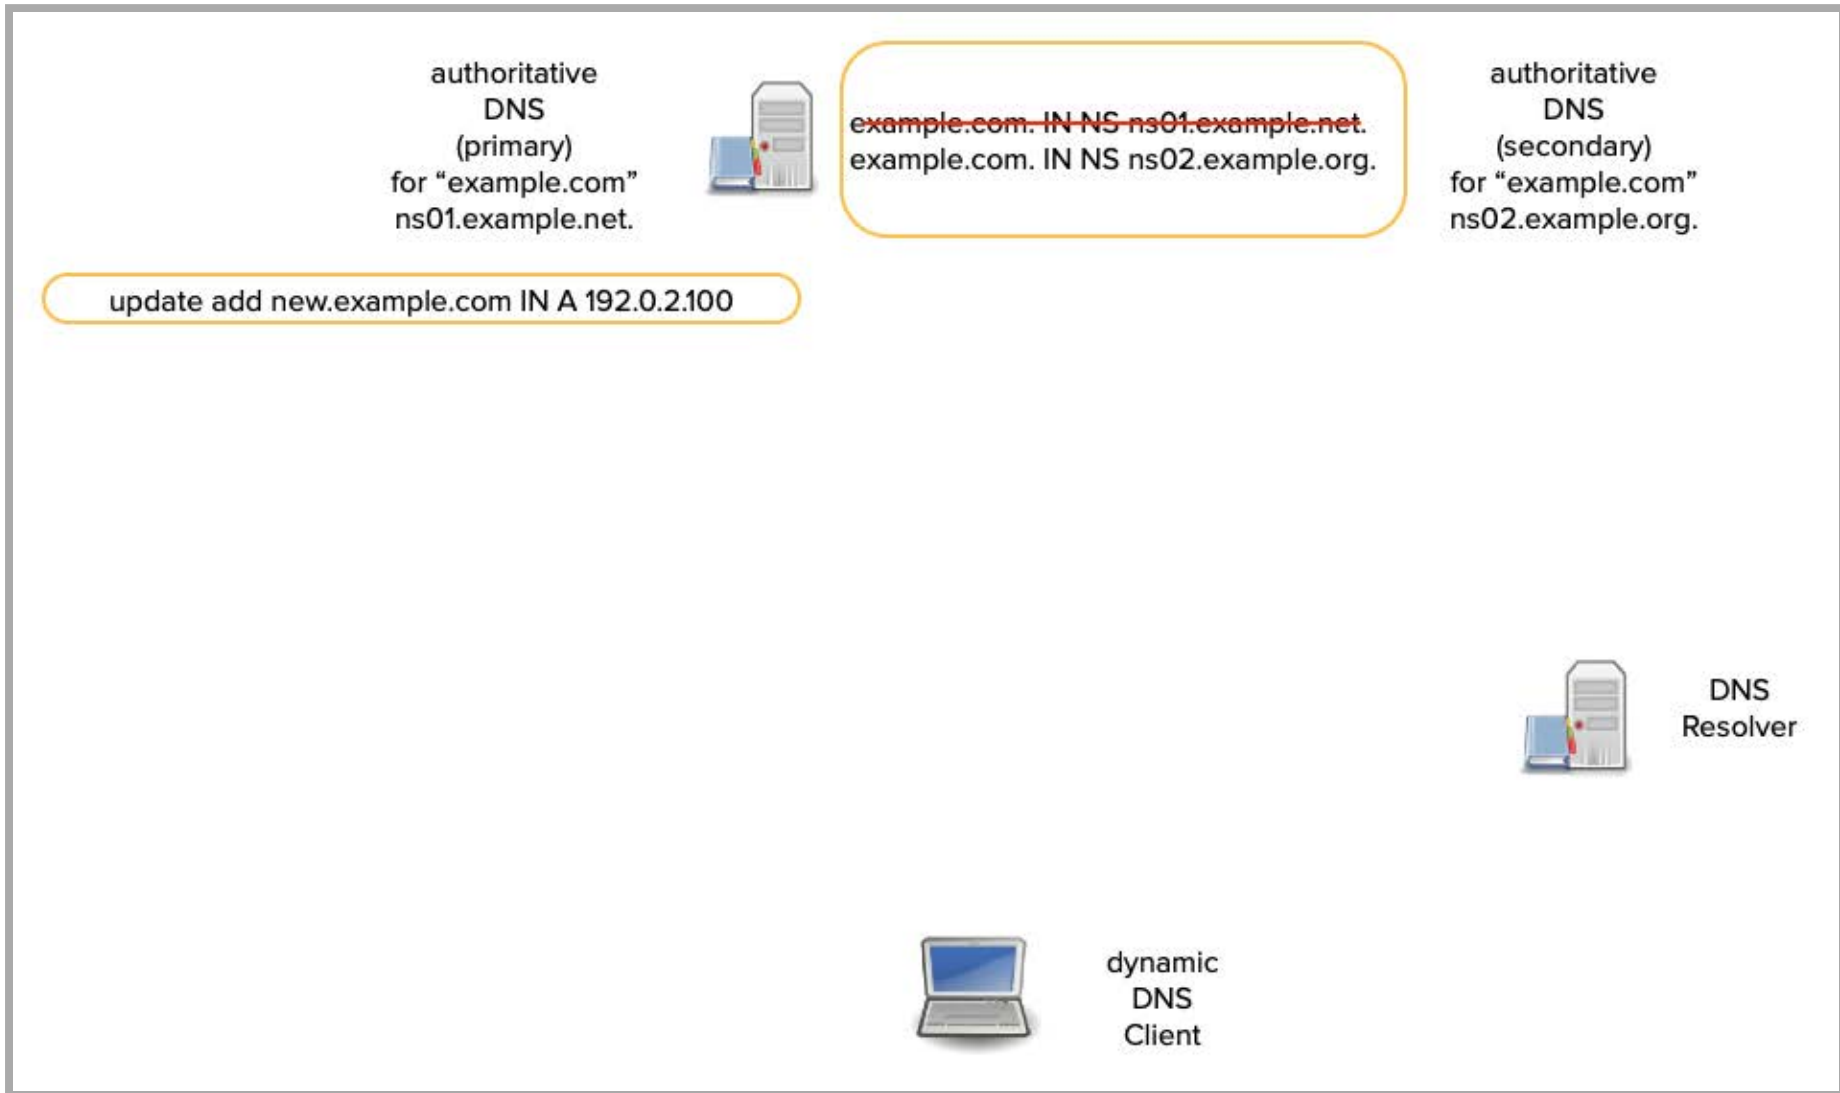 authoritative
DNS
(primary)
for “example.com”
ns01.example.net.
example.com. IN NS ns01.example.net.
example.com. IN NS ns02.example.org.
authoritative
DNS
(secondary)
for “example.com”
ns02.example.org.
update add new.example.com IN A 192.0.2.100
DNS
Resolver
dynamic
DNS
Client